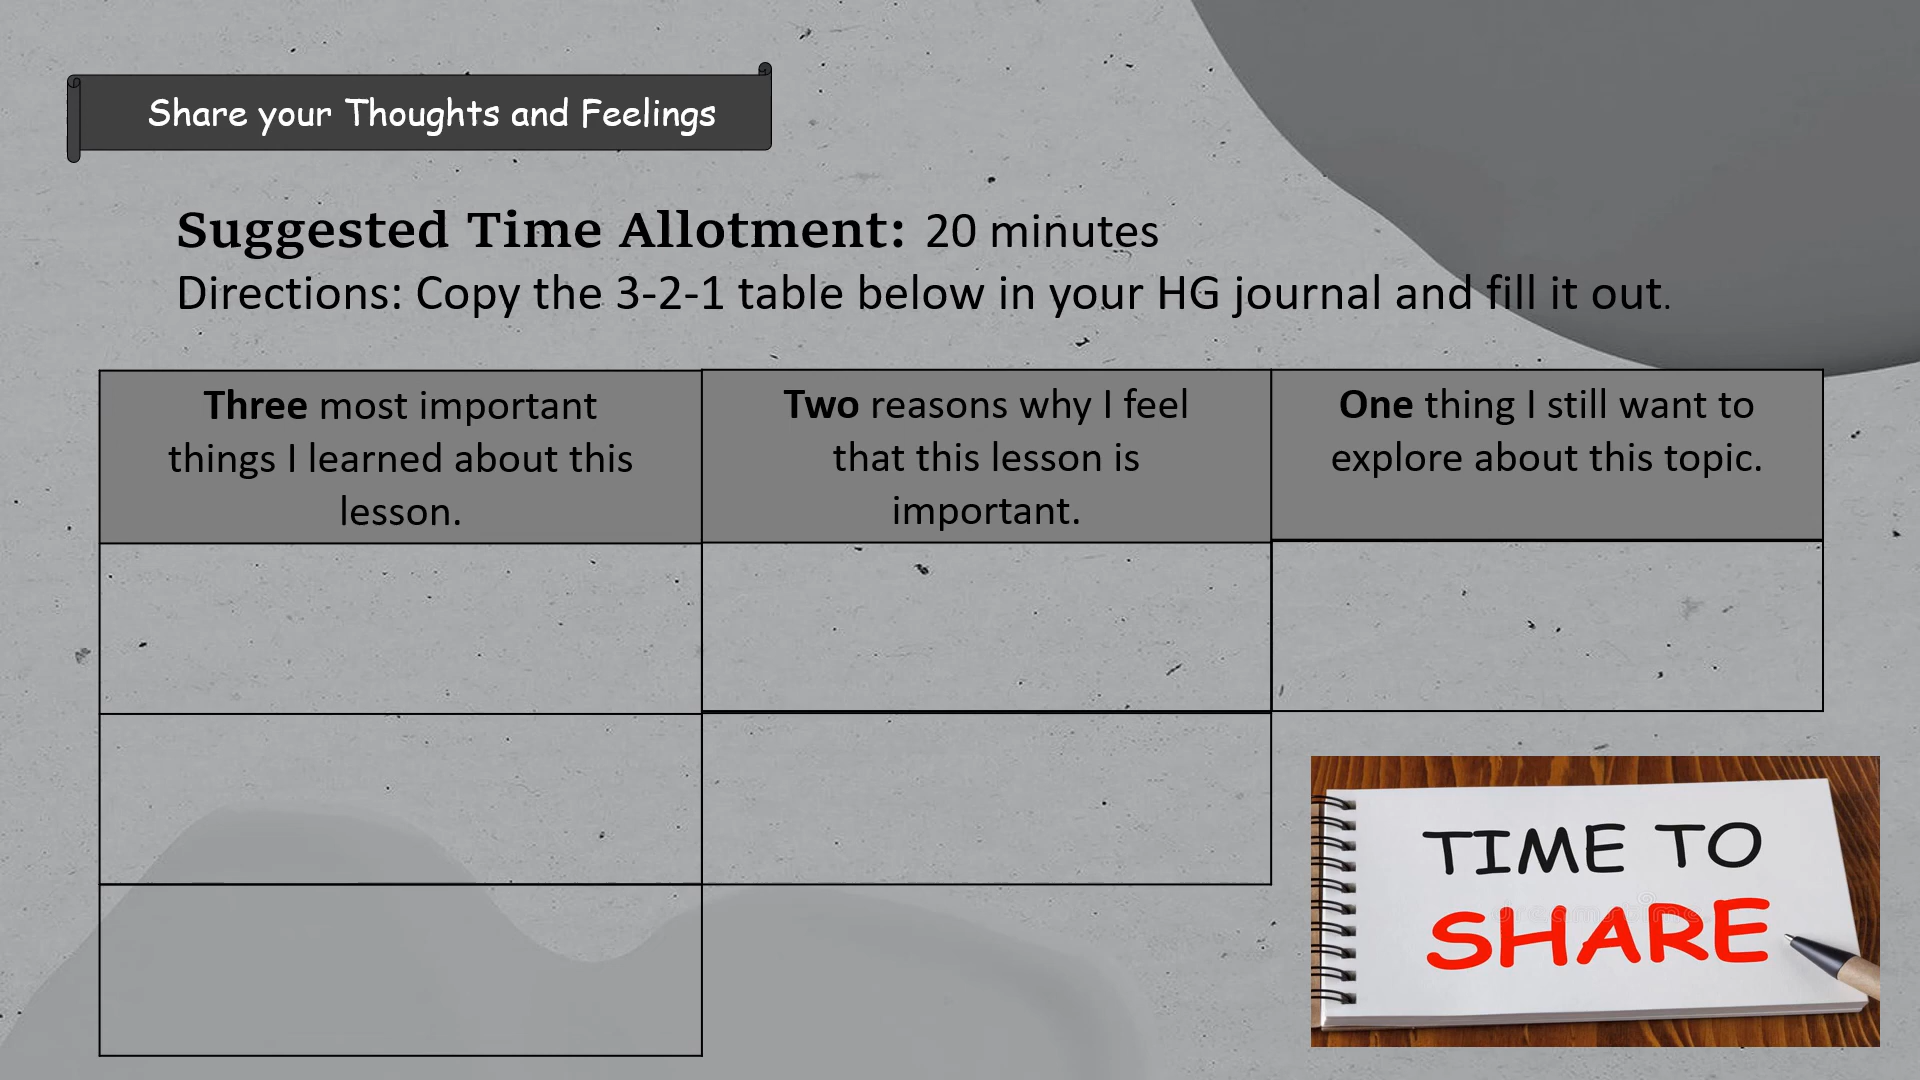 Share your Thoughts and Feelings
Suggested Time Allotment: 20 minutes
Directions: Copy the 3-2-1 table below in your HG journal and fill it out.
Three most important
things I learned about this
lesson.
Two reasons why I feel
that this lesson is
important.
One thing I still want to
explore about this topic.
TIME TO
SHARE